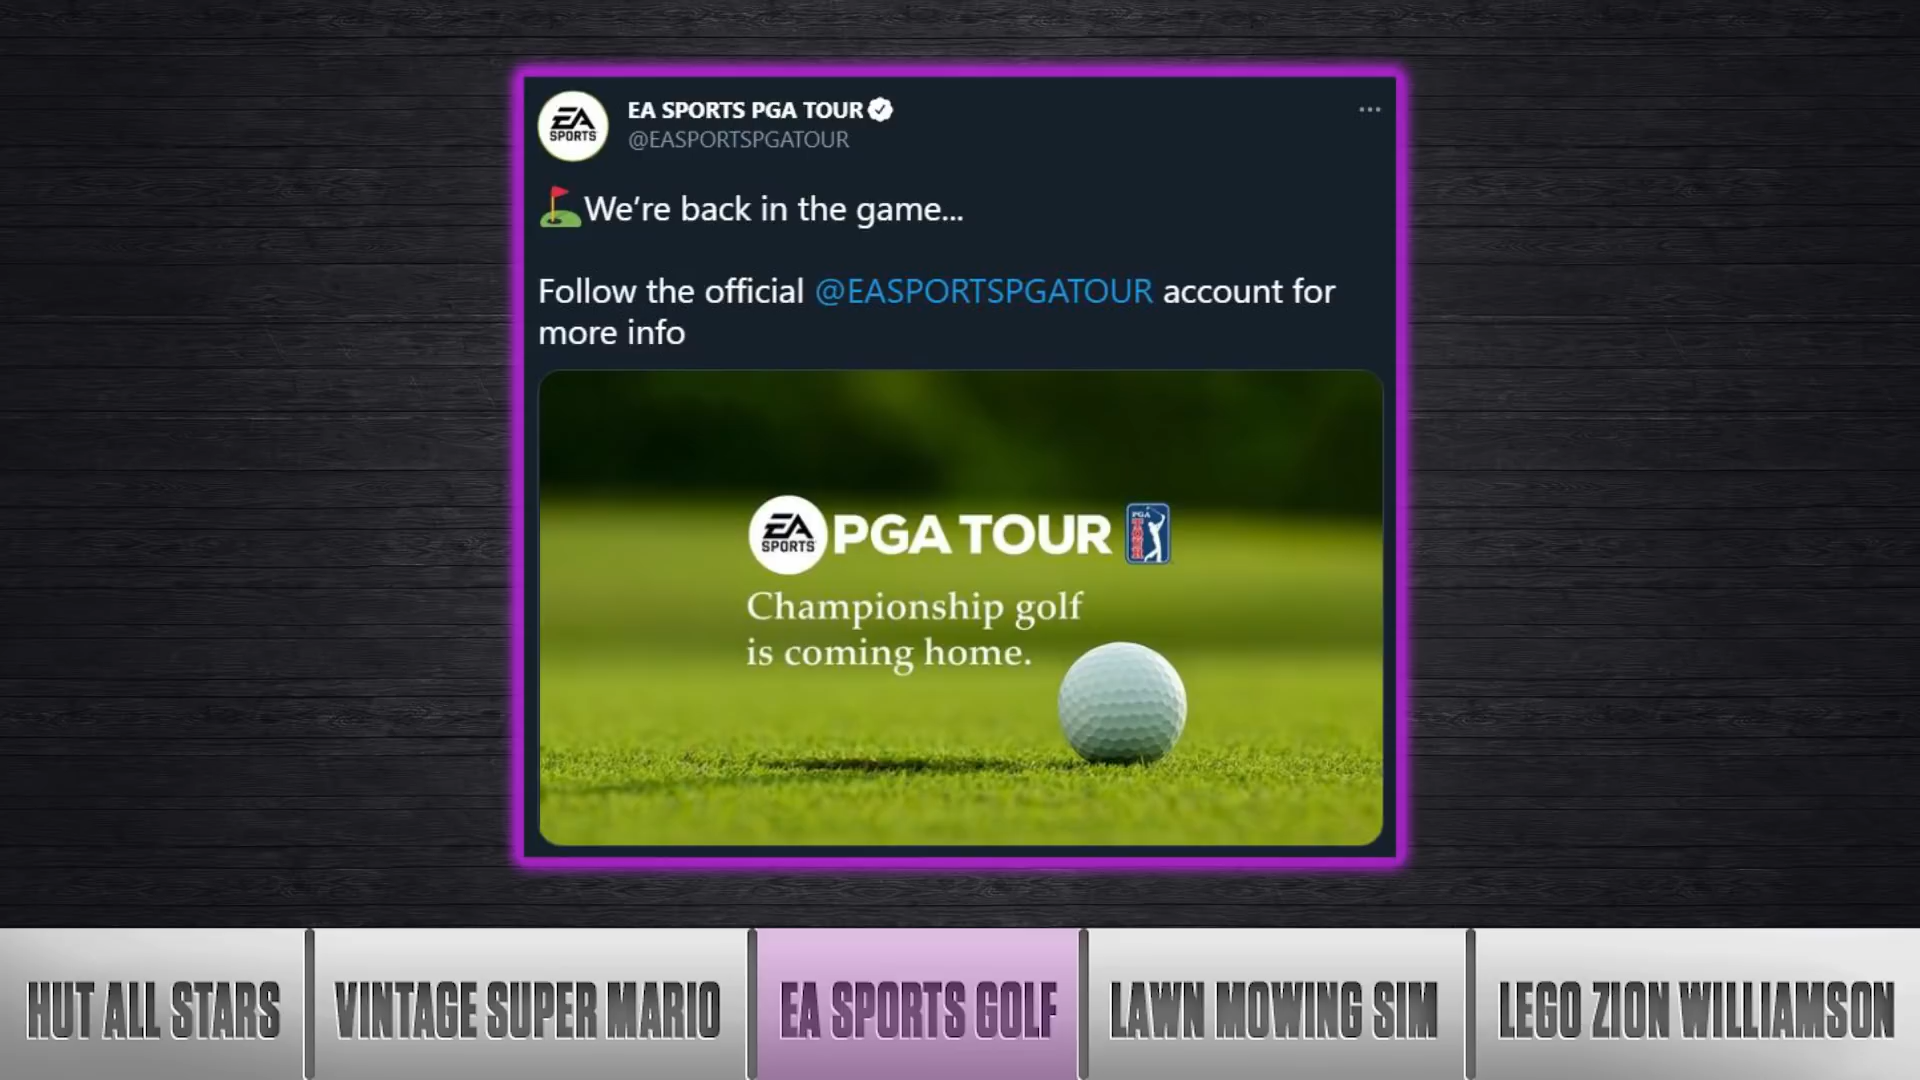 EA SPORTS PGA TOUR
@EASPORTSPGATOUR
EA SPORTS
We're back in the game...
Follow the official @EASPORTSPGATOUR account for
more info
EA SPORTS PGA TOUR PGA TOUR
Championship golf
is coming home.
HUT ALL STARS
VINTAGE SUPER MARIO
EA SPORTS GOLF
LAWN MOWING SIM
LEGO ZION WILLIAMSON